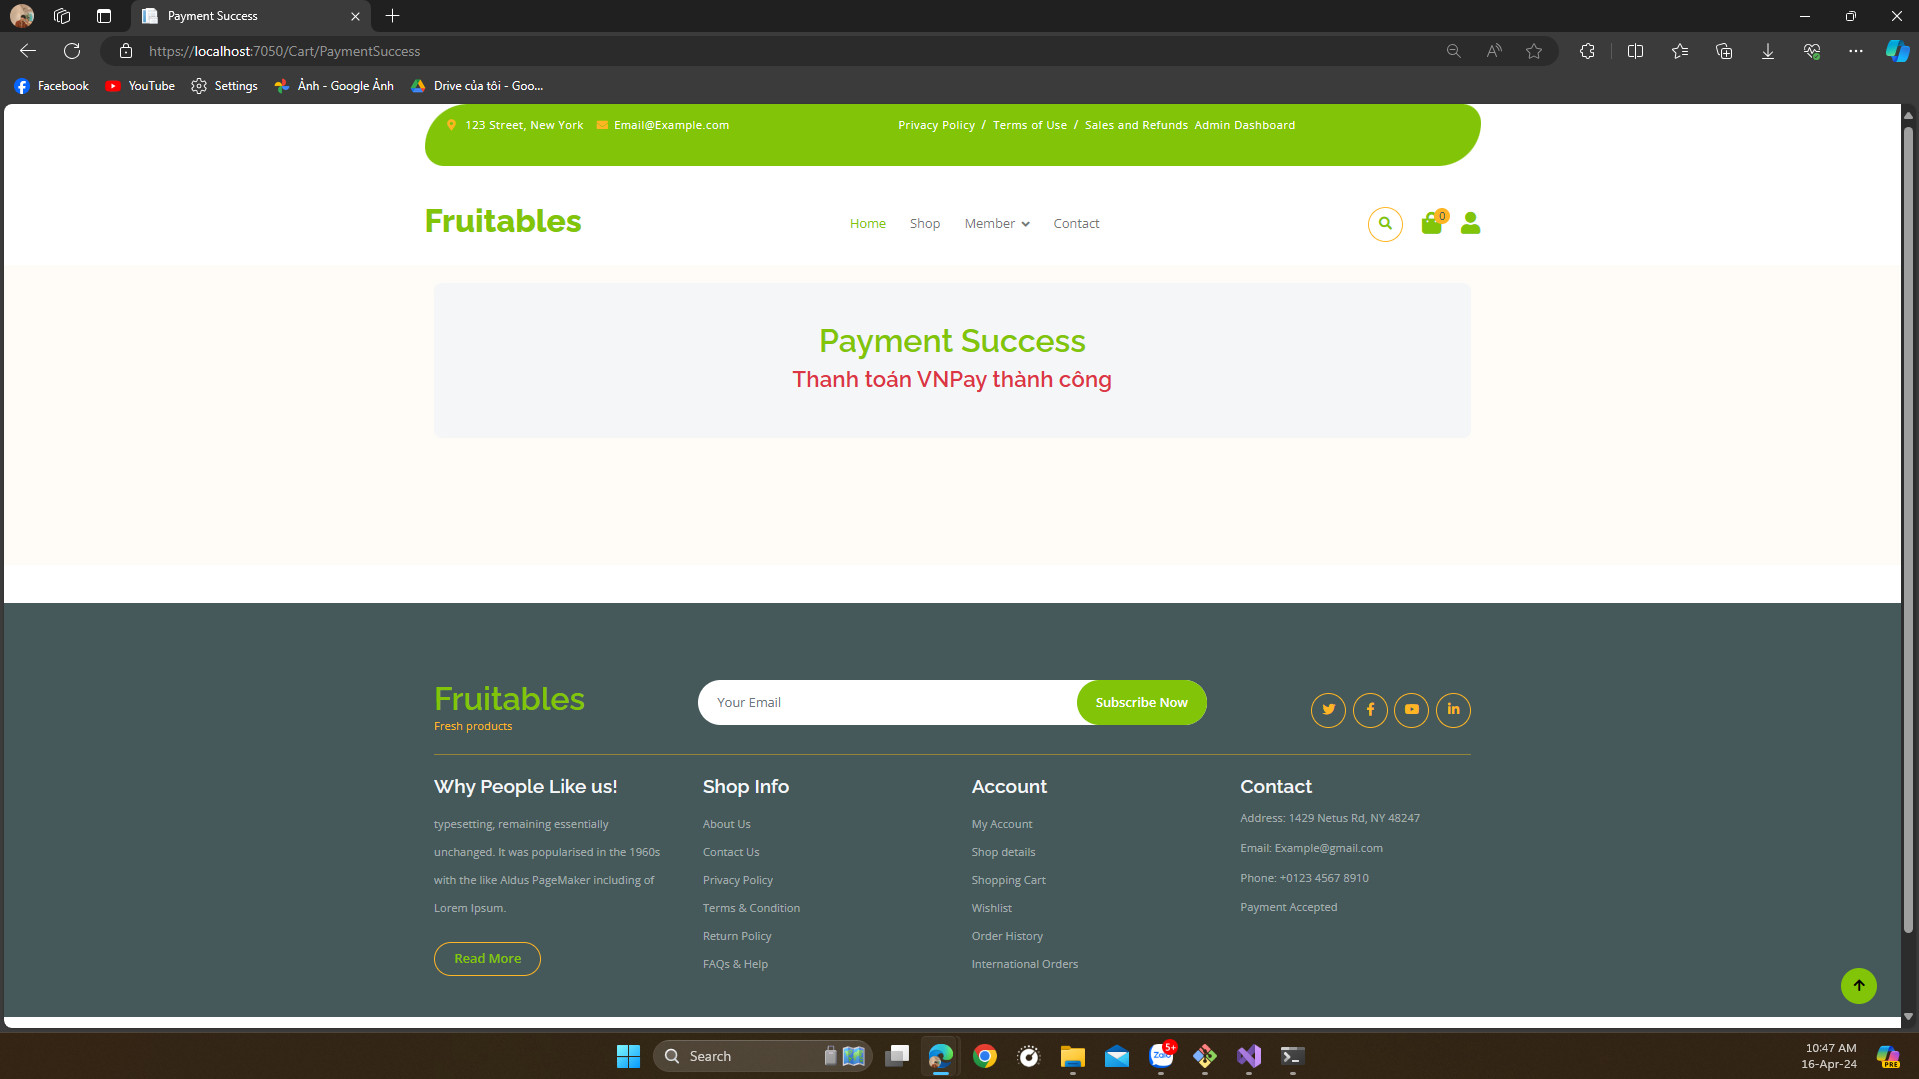 Payment Success
https://localhost:7050/Cart/PaymentSuccess
Facebook YouTube Settings Ảnh - Google Ảnh Drive của tôi - Goo...
123 Street, New York Email@Example.com Privacy Policy / Terms of Use / Sales and Refunds Admin Dashboard
Fruitables Home Shop Member Contact 0
Payment Success
Thanh toán VNPay thành công
Fruitables
Fresh products
Your Email Subscribe Now
Why People Like us!
typesetting, remaining essentially
unchanged. It was popularised in the 1960s
with the like Aldus PageMaker including of
Lorem Ipsum.
Read More
Shop Info
About Us
Contact Us
Privacy Policy
Terms & Condition
Return Policy
FAQs & Help
Account
My Account
Shop details
Shopping Cart
Wishlist
Order History
International Orders
Contact
Address: 1429 Netus Rd, NY 48247
Email: Example@gmail.com
Phone: +0123 4567 8910
Payment Accepted
Search
Zalo
5+
10:47 AM
16-Apr-24
PRE